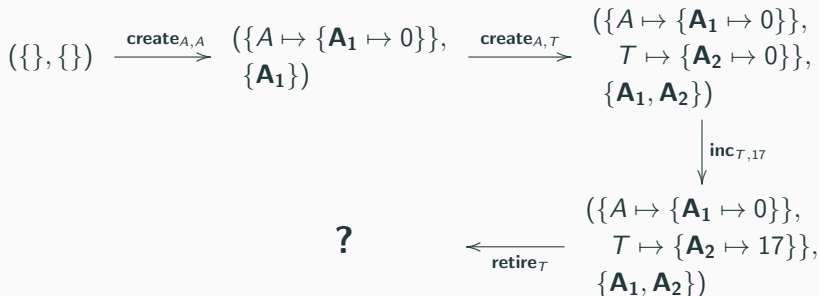 ({}, {})
create_{A,A}
({A ↦ {A₁ ↦ 0}},
{A₁})
create_{A,T}
({A ↦ {A₁ ↦ 0}},
T ↦ {A₂ ↦ 0}},
{A₁, A₂})
inc_{T,17}
({A ↦ {A₁ ↦ 0}},
T ↦ {A₂ ↦ 17}},
{A₁, A₂})
retire_T
?